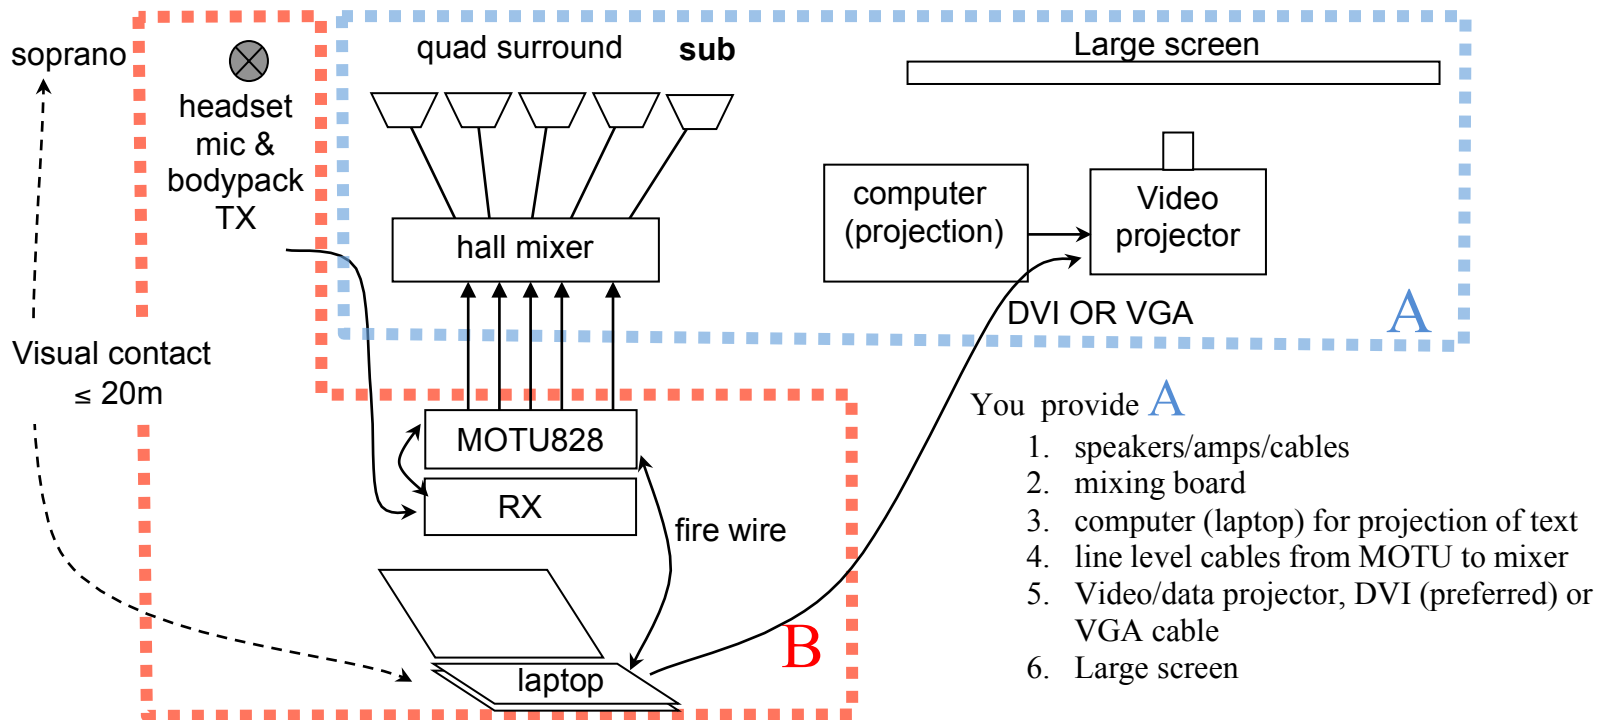 soprano
headset
mic &
bodypack
TX
quad surround
sub
Large screen
hall mixer
computer
(projection)
Video
projector
DVI OR VGA
A
Visual contact
≤ 20m
MOTU828
RX
fire wire
laptop
B
You provide A
1. speakers/amps/cables
2. mixing board
3. computer (laptop) for projection of text
4. line level cables from MOTU to mixer
5. Video/data projector, DVI (preferred) or
VGA cable
6. Large screen